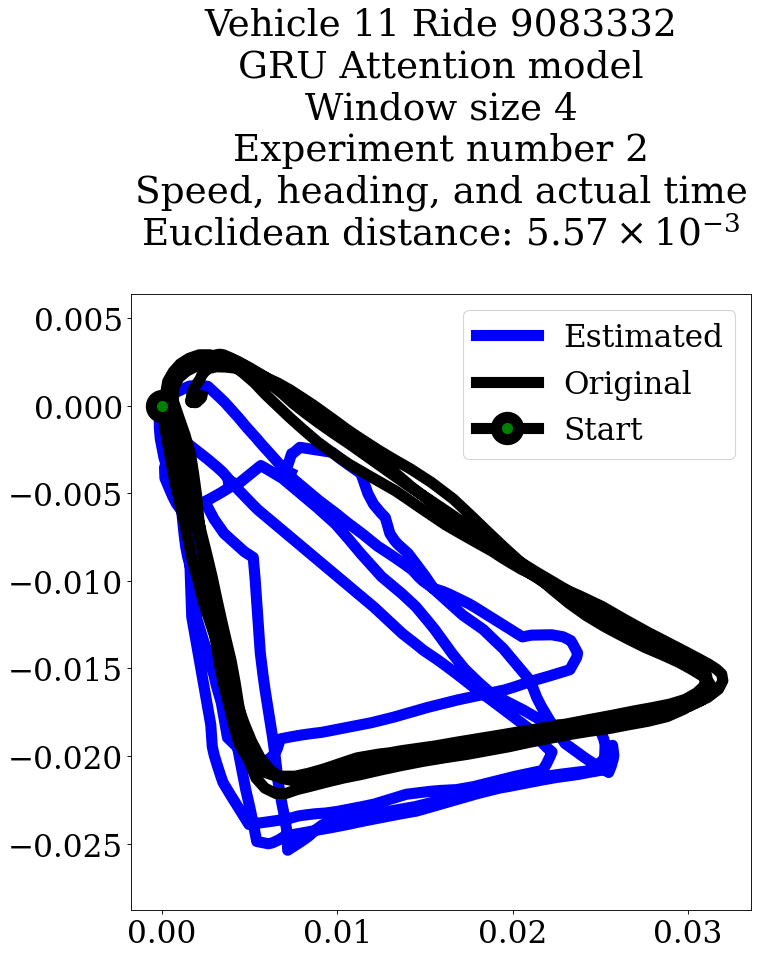 Vehicle 11 Ride 9083332
GRU Attention model
Window size 4
Experiment number 2
Speed, heading, and actual time
Euclidean distance: 5.57 × 10⁻³
Estimated
Original
Start
0.005
0.000
−0.005
−0.010
−0.015
−0.020
−0.025
0.00 0.01 0.02 0.03